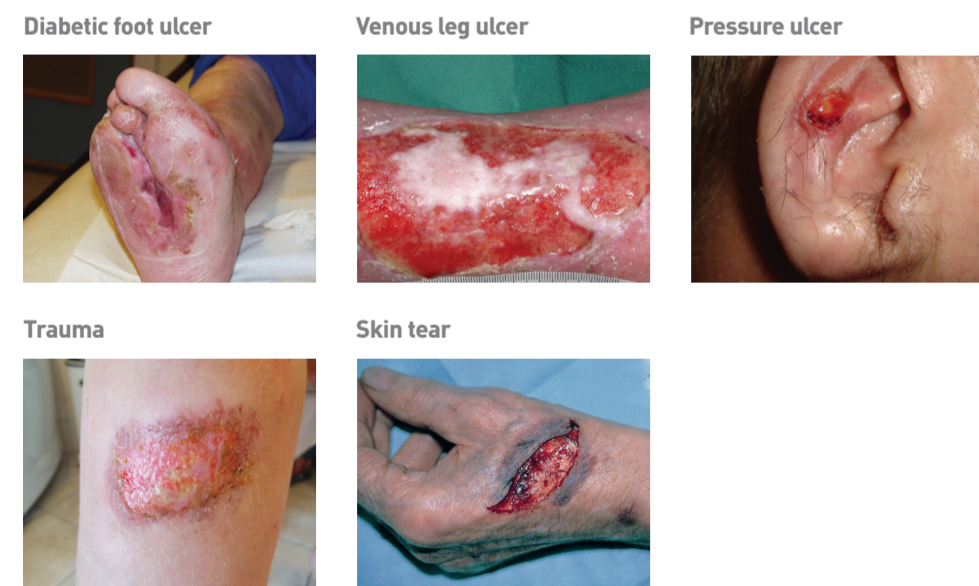 Diabetic foot ulcer
Venous leg ulcer
Pressure ulcer
Trauma
Skin tear